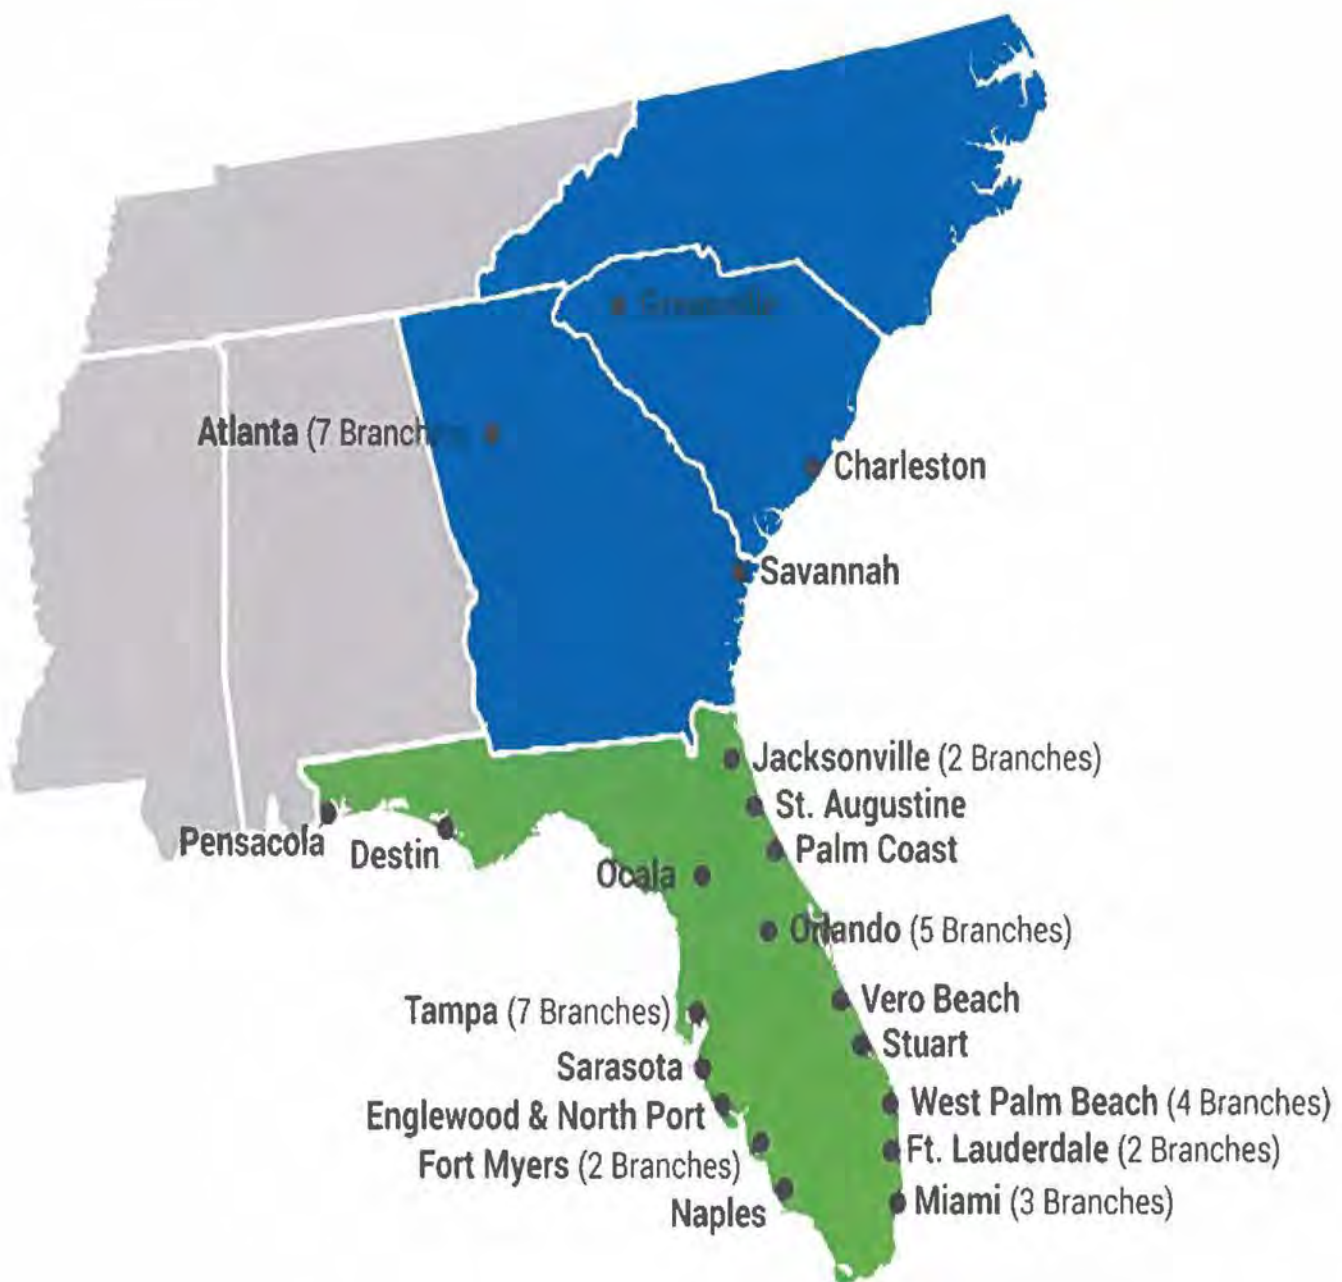 Greenville
Atlanta (7 Branches)
Charleston
Savannah
Jacksonville (2 Branches)
St. Augustine
Pensacola
Destin
Palm Coast
Ocala
Orlando (5 Branches)
Vero Beach
Tampa (7 Branches)
Stuart
Sarasota
West Palm Beach (4 Branches)
Englewood & North Port
Ft. Lauderdale (2 Branches)
Fort Myers (2 Branches)
Miami (3 Branches)
Naples